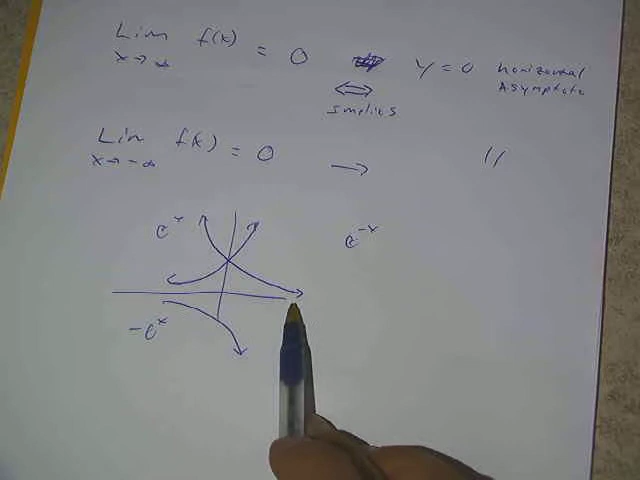 Lim x→∞ f(x) = 0 y=0 horizontal Asymptote
⟺ implies
Lim x→-∞ f(x) = 0 → //
e^x e^-x
-e^x